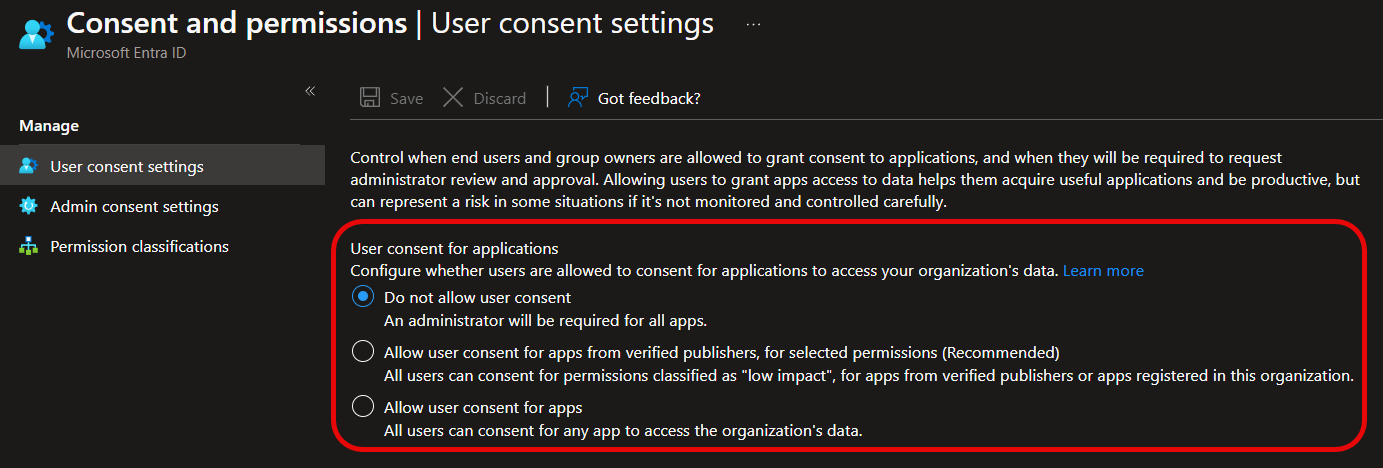 Consent and permissions | User consent settings ...
Microsoft Entra ID
«
Save Discard | Got feedback?
Manage
User consent settings
Admin consent settings
Permission classifications
Control when end users and group owners are allowed to grant consent to applications, and when they will be required to request
administrator review and approval. Allowing users to grant apps access to data helps them acquire useful applications and be productive, but
can represent a risk in some situations if it's not monitored and controlled carefully.
User consent for applications
Configure whether users are allowed to consent for applications to access your organization's data. Learn more
Do not allow user consent
An administrator will be required for all apps.
Allow user consent for apps from verified publishers, for selected permissions (Recommended)
All users can consent for permissions classified as "low impact", for apps from verified publishers or apps registered in this organization.
Allow user consent for apps
All users can consent for any app to access the organization's data.